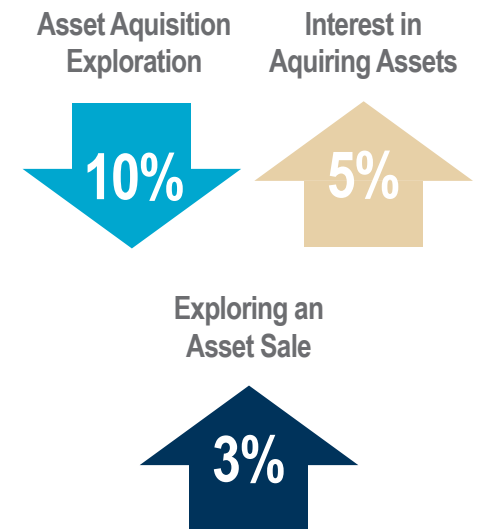 Asset Aquisition
Exploration
10%
Interest in
Aquiring Assets
5%
Exploring an
Asset Sale
3%